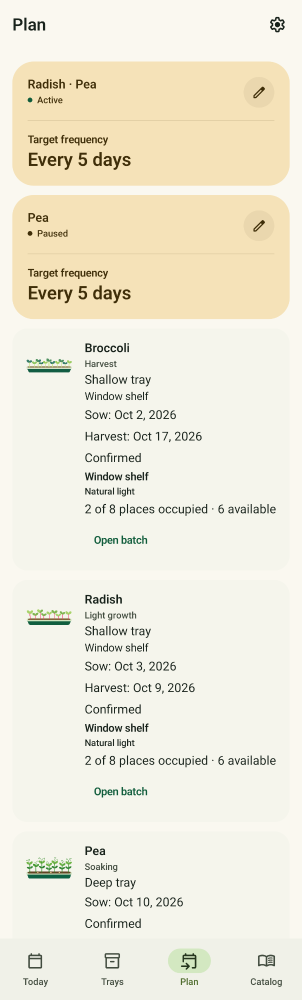 Plan
Radish · Pea
Active
Target frequency
Every 5 days
Pea
Paused
Target frequency
Every 5 days
Broccoli
Harvest
Shallow tray
Window shelf
Sow: Oct 2, 2026
Harvest: Oct 17, 2026
Confirmed
Window shelf
Natural light
2 of 8 places occupied · 6 available
Open batch
Radish
Light growth
Shallow tray
Window shelf
Sow: Oct 3, 2026
Harvest: Oct 9, 2026
Confirmed
Window shelf
Natural light
2 of 8 places occupied · 6 available
Open batch
Pea
Soaking
Deep tray
Sow: Oct 10, 2026
Confirmed
Today
Trays
Plan
Catalog